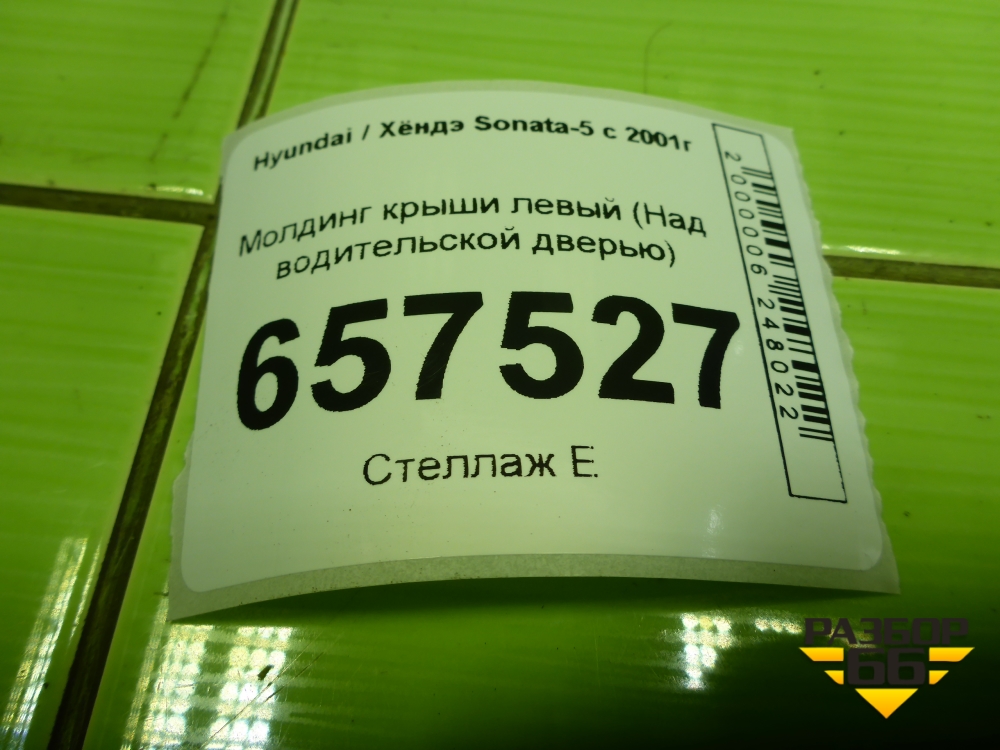 Hyundai / Хёндэ Sonata-5 с 2001г
Молдинг крыши левый (Над
водительской дверью)
657527
Стеллаж Е
2000006248022
РАЗБОР
66